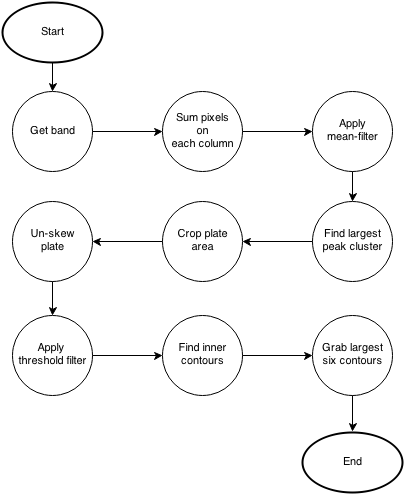 Start
Get band
Sum pixels
on
each column
Apply
mean-filter
Find largest
peak cluster
Crop plate
area
Un-skew
plate
Apply
threshold filter
Find inner
contours
Grab largest
six contours
End